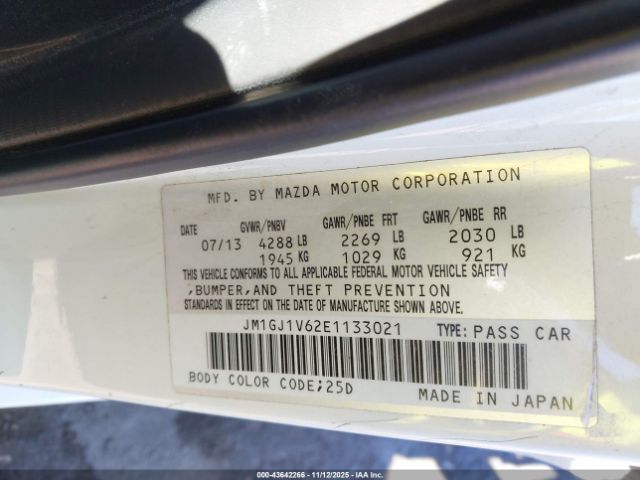 MFD. BY MAZDA MOTOR CORPORATION
DATE GVWR/PNBV GAWR/PNBE FRT GAWR/PNBE RR
07/13 4288 LB 2269 LB 2030 LB
1945 KG 1029 KG 921 KG
THIS VEHICLE CONFORMS TO ALL APPLICABLE FEDERAL MOTOR VEHICLE SAFETY
,BUMPER,AND THEFT PREVENTION
STANDARDS IN EFFECT ON THE DATE OF MANUFACTURE SHOWN ABOVE.
JM1GJ1V62E1133021 TYPE: PASS CAR
BODY COLOR CODE;25D MADE IN JAPAN
000-43642266 - 11/12/2025 - IAA Inc.